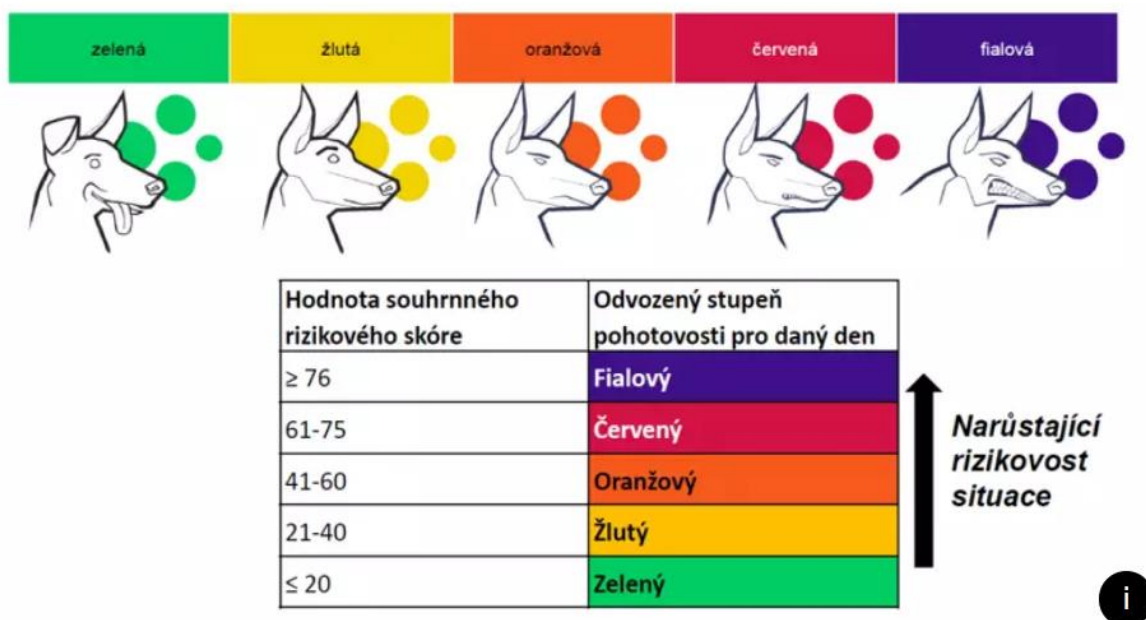 zelená
žlutá
oranžová
červená
fialová
Hodnota souhrnného
rizikového skóre
Odvozený stupeň
pohotovosti pro daný den
≥ 76
Fialový
61-75
Červený
41-60
Oranžový
21-40
Žlutý
≤ 20
Zelený
Narůstající
rizikovost
situace
i